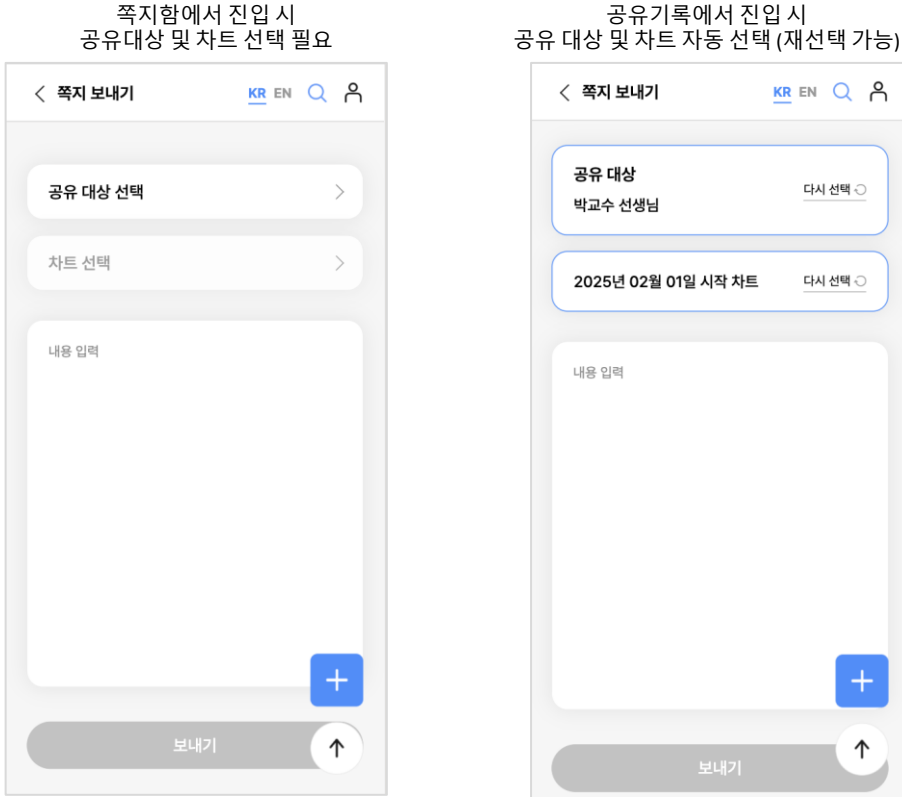 쪽지함에서 진입 시
공유대상 및 차트 선택 필요
쪽지 보내기
KR EN
공유 대상 선택
차트 선택
내용 입력
보내기
공유기록에서 진입 시
공유 대상 및 차트 자동 선택 (재선택 가능)
쪽지 보내기
KR EN
공유 대상
박교수 선생님
다시 선택
2025년 02월 01일 시작 차트
다시 선택
내용 입력
보내기